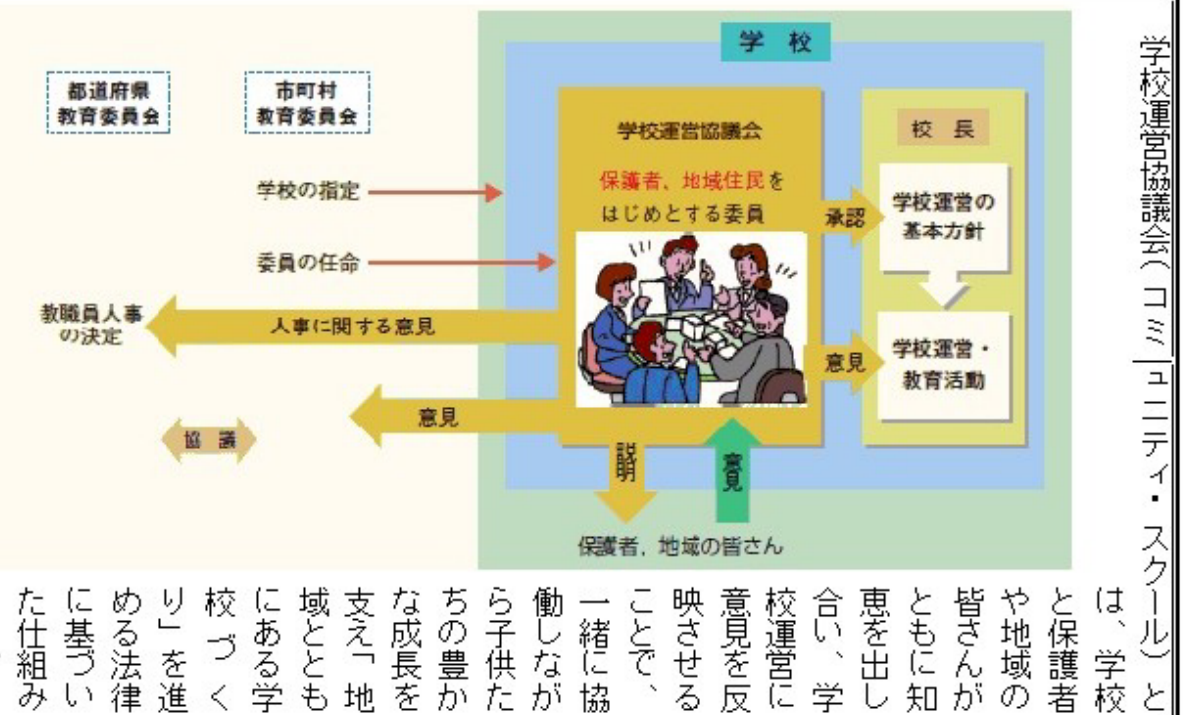 学校運営協議会(コミュニティ・スクール)と
は、学校
と保護者
や地域の
皆さんが
ともに知
恵を出し
合い、学
校運営に
意見を反
映させる
ことで、
一緒に協
働しなが
ら子供た
ちの豊か
な成長を
支え「地
域ととも
にある学
校づく
り」を進
める法律
に基づい
た仕組み
都道府県
教育委員会
市町村
教育委員会
学校
学校の指定
委員の任命
教職員人事
の決定
人事に関する意見
意見
協議
学校運営協議会
保護者、地域住民を
はじめとする委員
承認
意見
校長
学校運営の
基本方針
学校運営・
教育活動
説明
意見
保護者、地域の皆さん